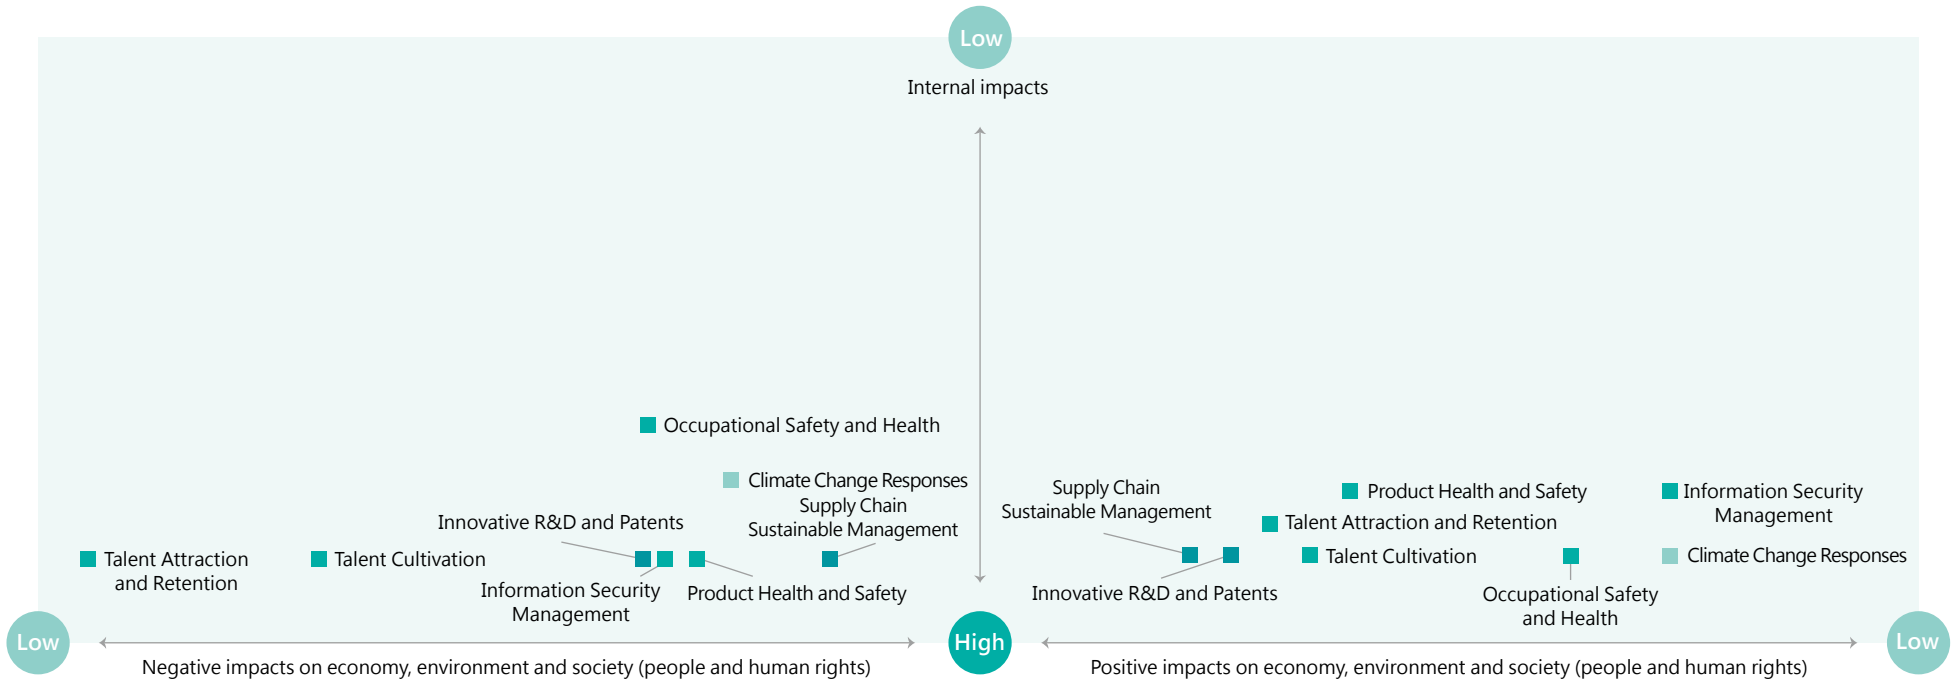 Low
Internal impacts
Occupational Safety and Health
Climate Change Responses
Supply Chain
Sustainable Management
Innovative R&D and Patents
Talent Attraction
and Retention
Talent Cultivation
Information Security
Management
Product Health and Safety
Supply Chain
Sustainable Management
Product Health and Safety
Information Security
Management
Talent Attraction and Retention
Talent Cultivation
Climate Change Responses
Innovative R&D and Patents
Occupational Safety
and Health
Low
High
Low
Negative impacts on economy, environment and society (people and human rights)
Positive impacts on economy, environment and society (people and human rights)